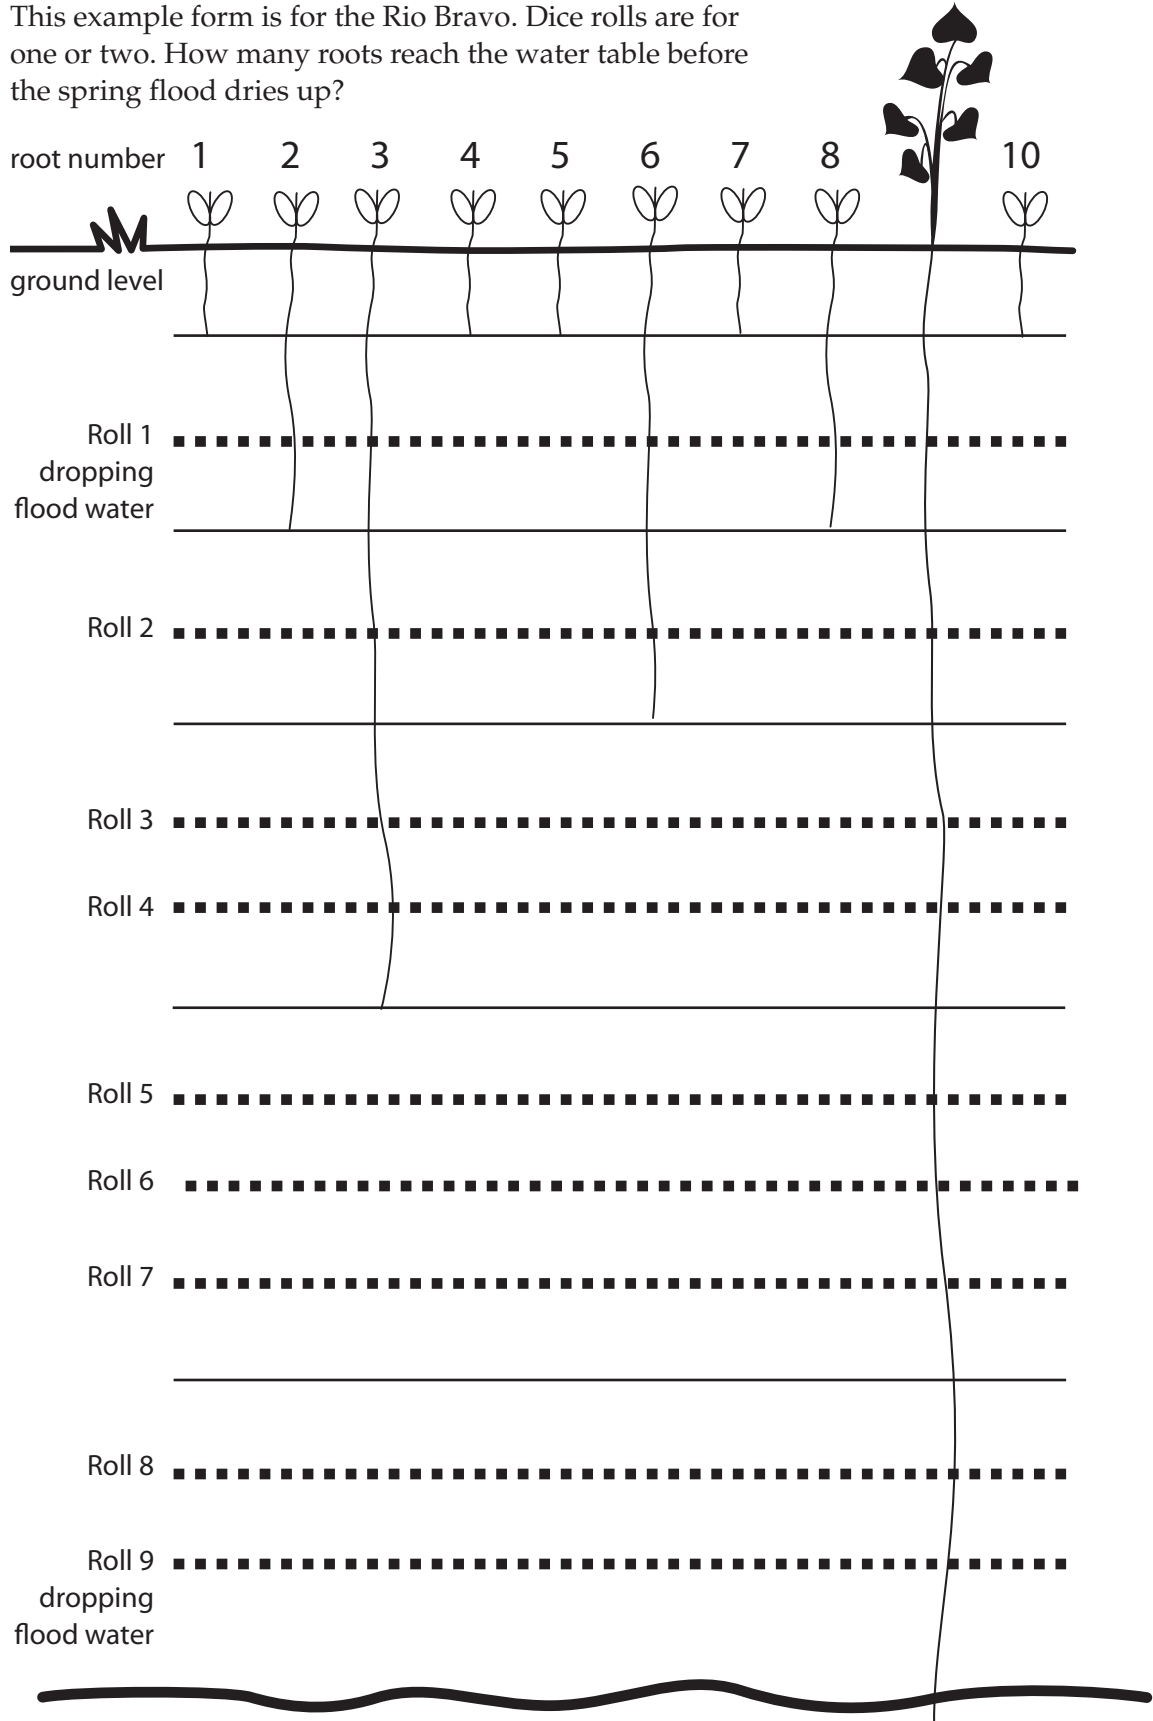 This example form is for the Rio Bravo. Dice rolls are for
one or two. How many roots reach the water table before
the spring flood dries up?
root number 1 2 3 4 5 6 7 8 10
ground level
Roll 1
dropping
flood water
Roll 2
Roll 3
Roll 4
Roll 5
Roll 6
Roll 7
Roll 8
Roll 9
dropping
flood water